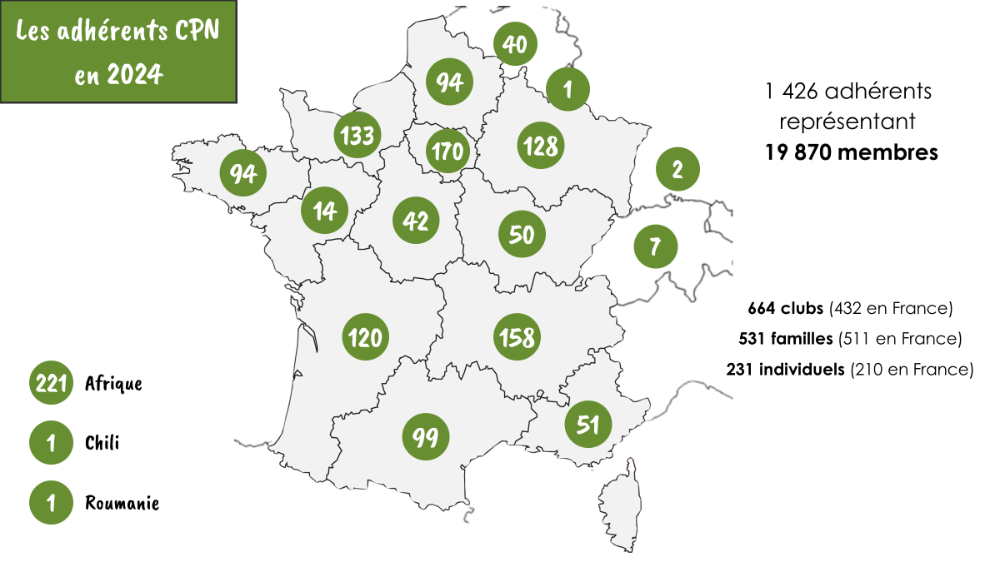 Les adhérents CPN
en 2024
40
94
1
133
170
128
94
2
14
42
50
7
120
158
99
51
1 426 adhérents
représentant
19 870 membres
664 clubs (432 en France)
531 familles (511 en France)
231 individuels (210 en France)
221 Afrique
1 Chili
1 Roumanie